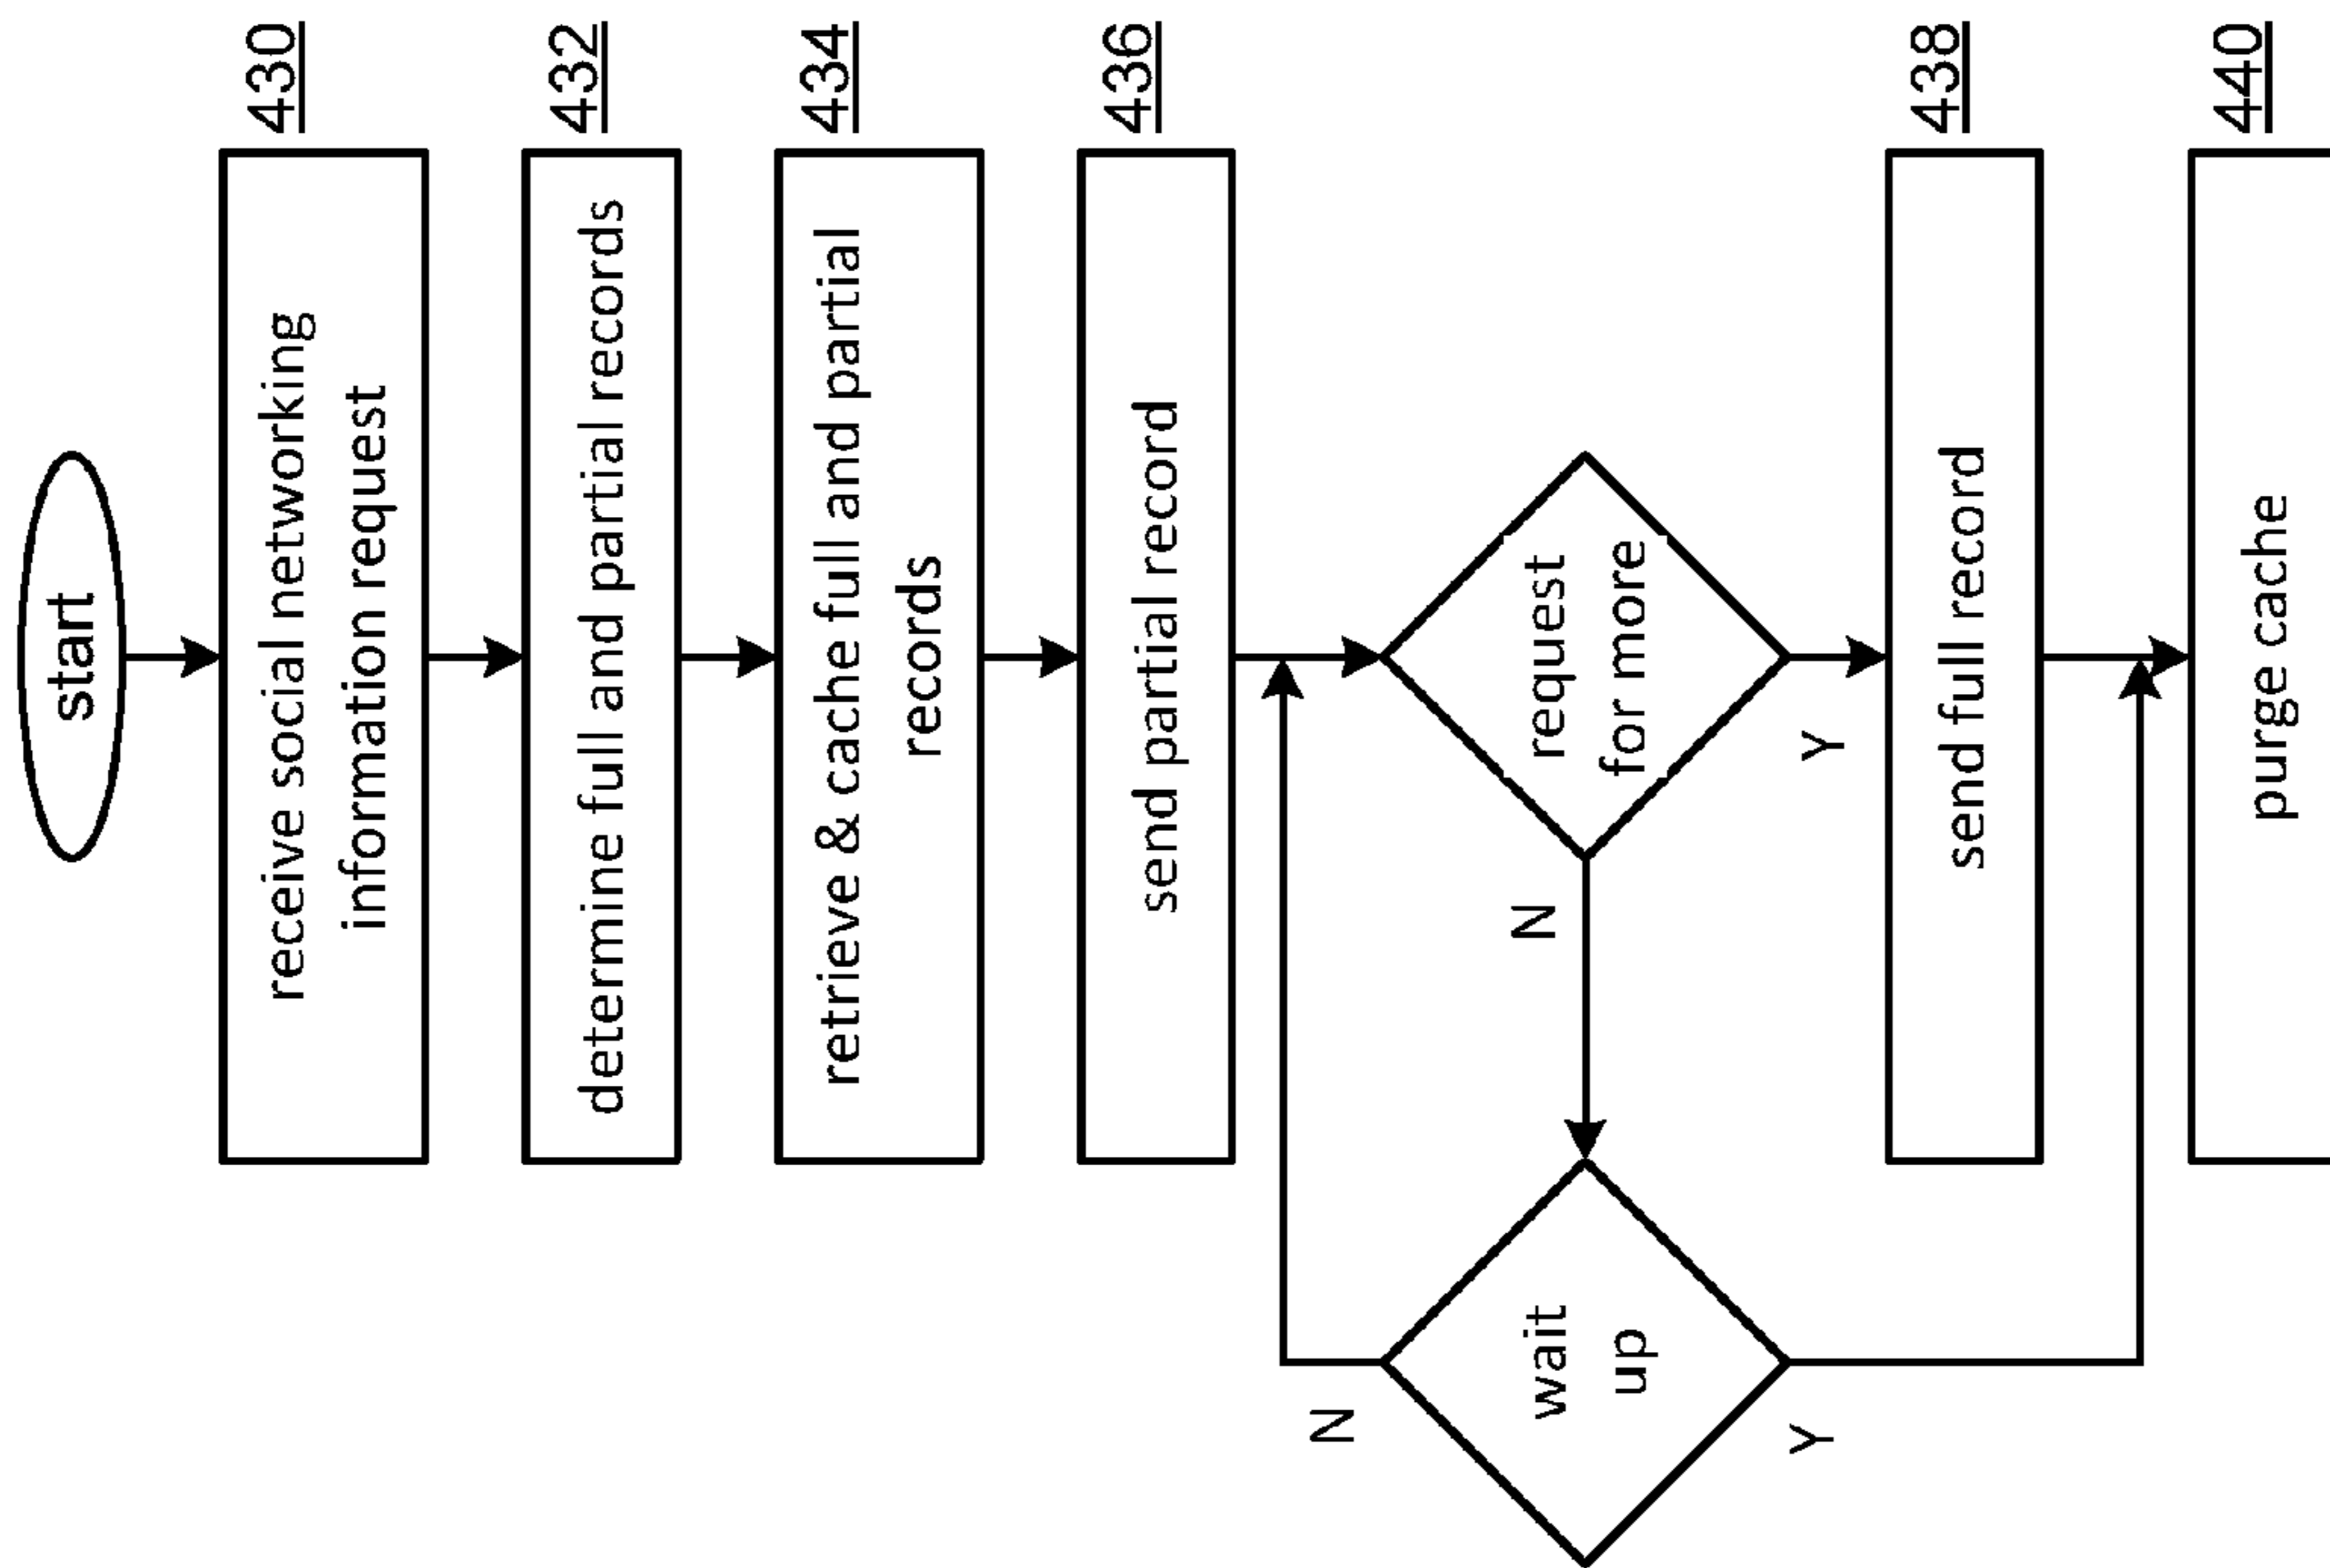 start
receive social networking
information request
430
determine full and partial records
432
retrieve & cache full and partial
records
434
send partial record
436
request
for more
N
Y
wait
up
N
Y
send full record
438
purge cache
440